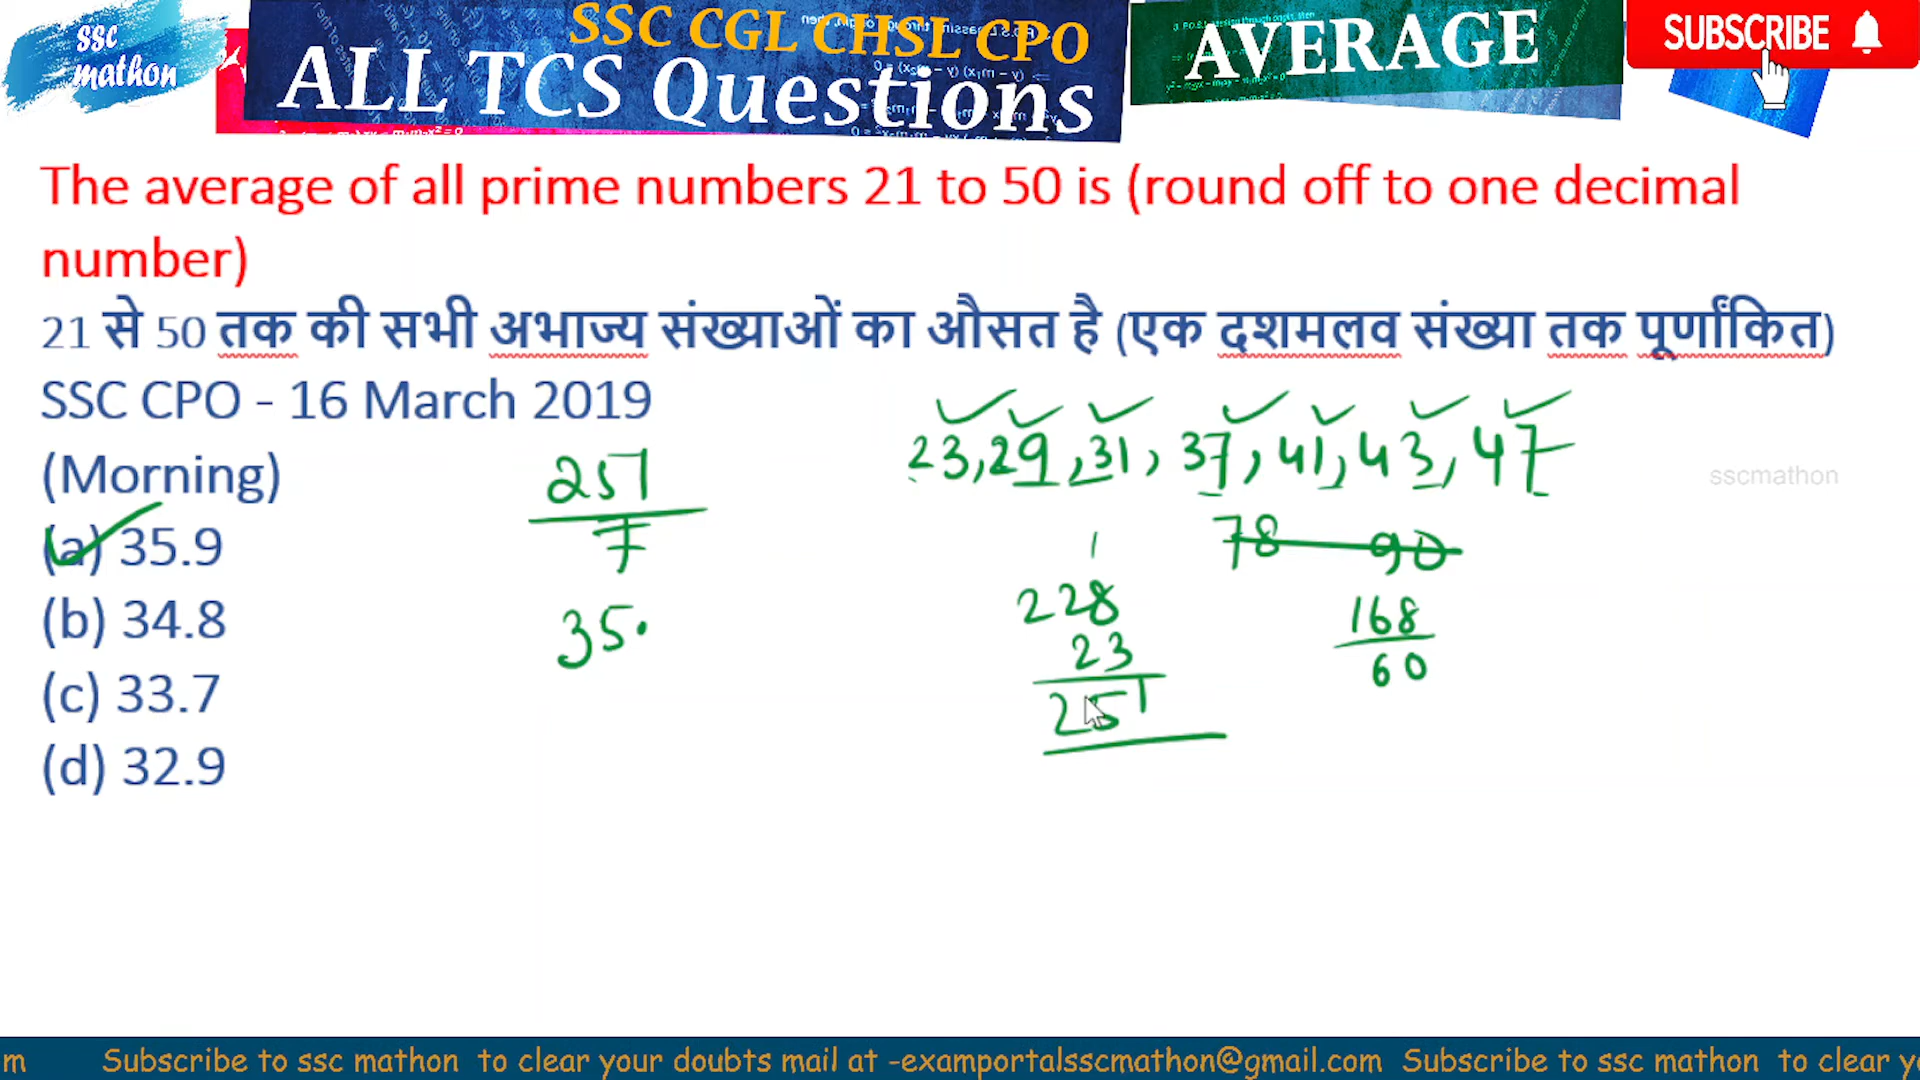 ssc
mathon
SSC CGL CHSL CPO
ALL TCS Questions
AVERAGE
SUBSCRIBE
The average of all prime numbers 21 to 50 is (round off to one decimal
number)
21 से 50 तक की सभी अभाज्य संख्याओं का औसत है (एक दशमलव संख्या तक पूर्णांकित)
SSC CPO - 16 March 2019
(Morning)
(a) 35.9
(b) 34.8
(c) 33.7
(d) 32.9
251
7
35.
23, 29, 31, 37, 41, 43, 47
78 90
168
60
1
228
23
251
sscmathon
m Subscribe to ssc mathon to clear your doubts mail at -examportalsscmathon@gmail.com Subscribe to ssc mathon to clear y